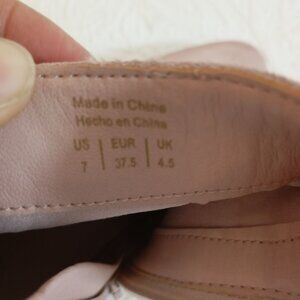 Made in China
Hecho en China
US | EUR | UK
7 | 37.5 | 4.5